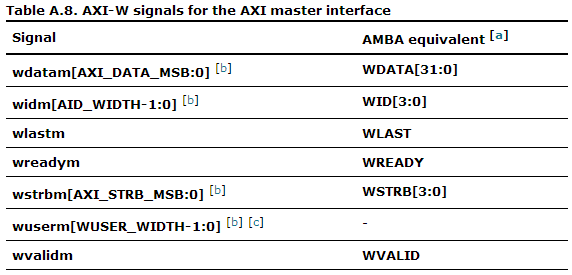 Table A.8. AXI-W signals for the AXI master interface
Signal AMBA equivalent [a]
wdatam[AXI_DATA_MSB:0] [b] WDATA[31:0]
widm[AID_WIDTH-1:0] [b] WID[3:0]
wlastm WLAST
wreadym WREADY
wstrbm[AXI_STRB_MSB:0] [b] WSTRB[3:0]
wuserm[WUSER_WIDTH-1:0] [b] [c] -
wvalidm WVALID